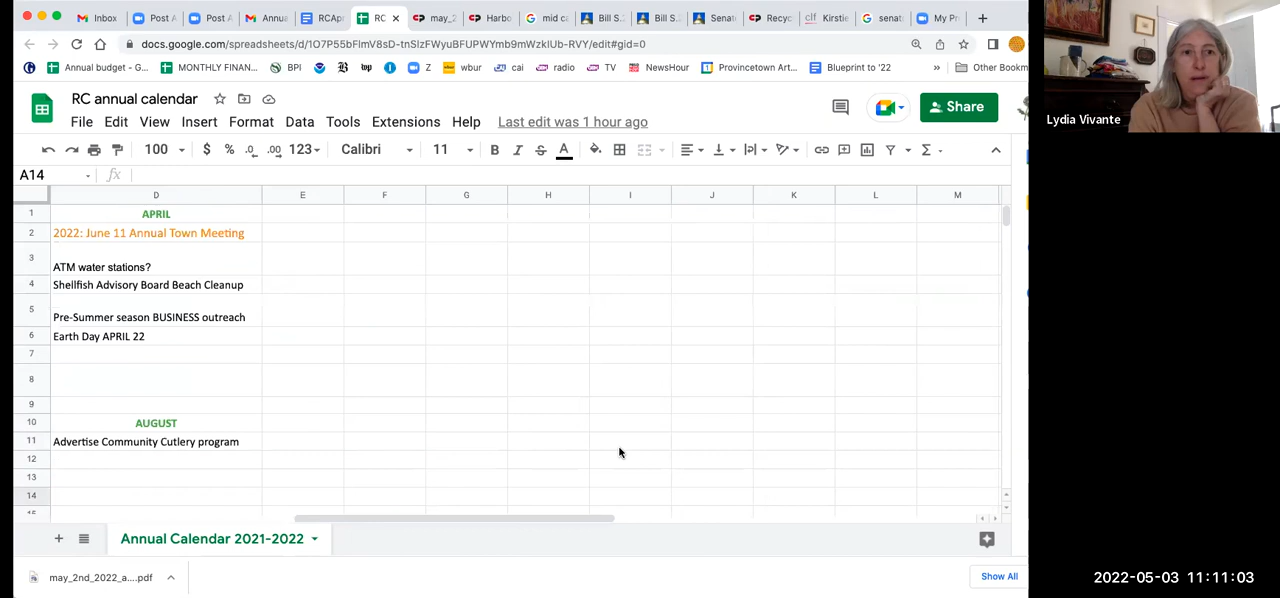 Inbox
Post A
Post A
Annua
RCApr
RC
may_2
Harbo
mid ca
Bill S.
Bill S.
Senat
Recyc
Kirstie
senato
My Pr
docs.google.com/spreadsheets/d/1O7P55bFlmV8sD-tnSlzFWyuBFUPWYmb9mWzklUb-RVY/edit#gid=0
Annual budget - G...
MONTHLY FINAN...
BPI
Z
wbur
cai
radio
TV
NewsHour
Provincetown Art...
Blueprint to '22
»
Other Bookm
RC annual calendar
Share
File Edit View Insert Format Data Tools Extensions Help Last edit was 1 hour ago
100 $ % .0 .00 123 Calibri 11 B I S A
A14 fx
D E F G H I J K L M
1 APRIL
2 2022: June 11 Annual Town Meeting
3 ATM water stations?
4 Shellfish Advisory Board Beach Cleanup
5 Pre-Summer season BUSINESS outreach
6 Earth Day APRIL 22
7
8
9
10 AUGUST
11 Advertise Community Cutlery program
12
13
14
15
Annual Calendar 2021-2022
may_2nd_2022_a....pdf
Show All
Lydia Vivante
2022-05-03 11:11:03